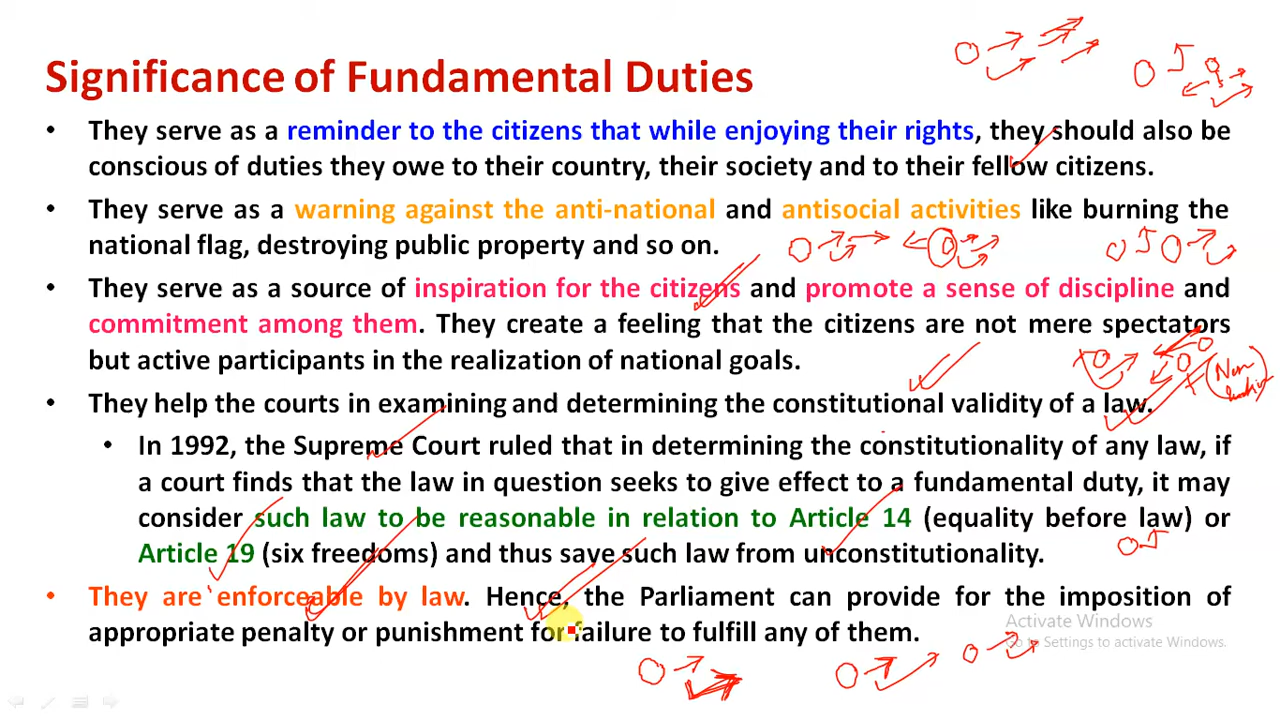 Significance of Fundamental Duties
• They serve as a reminder to the citizens that while enjoying their rights, they should also be
conscious of duties they owe to their country, their society and to their fellow citizens.
• They serve as a warning against the anti-national and antisocial activities like burning the
national flag, destroying public property and so on.
• They serve as a source of inspiration for the citizens and promote a sense of discipline and
commitment among them. They create a feeling that the citizens are not mere spectators
but active participants in the realization of national goals.
• They help the courts in examining and determining the constitutional validity of a law.
• In 1992, the Supreme Court ruled that in determining the constitutionality of any law, if
a court finds that the law in question seeks to give effect to a fundamental duty, it may
consider such law to be reasonable in relation to Article 14 (equality before law) or
Article 19 (six freedoms) and thus save such law from unconstitutionality.
• They are enforceable by law. Hence, the Parliament can provide for the imposition of
appropriate penalty or punishment for failure to fulfill any of them.
Activate Windows
to Settings to activate Windows.